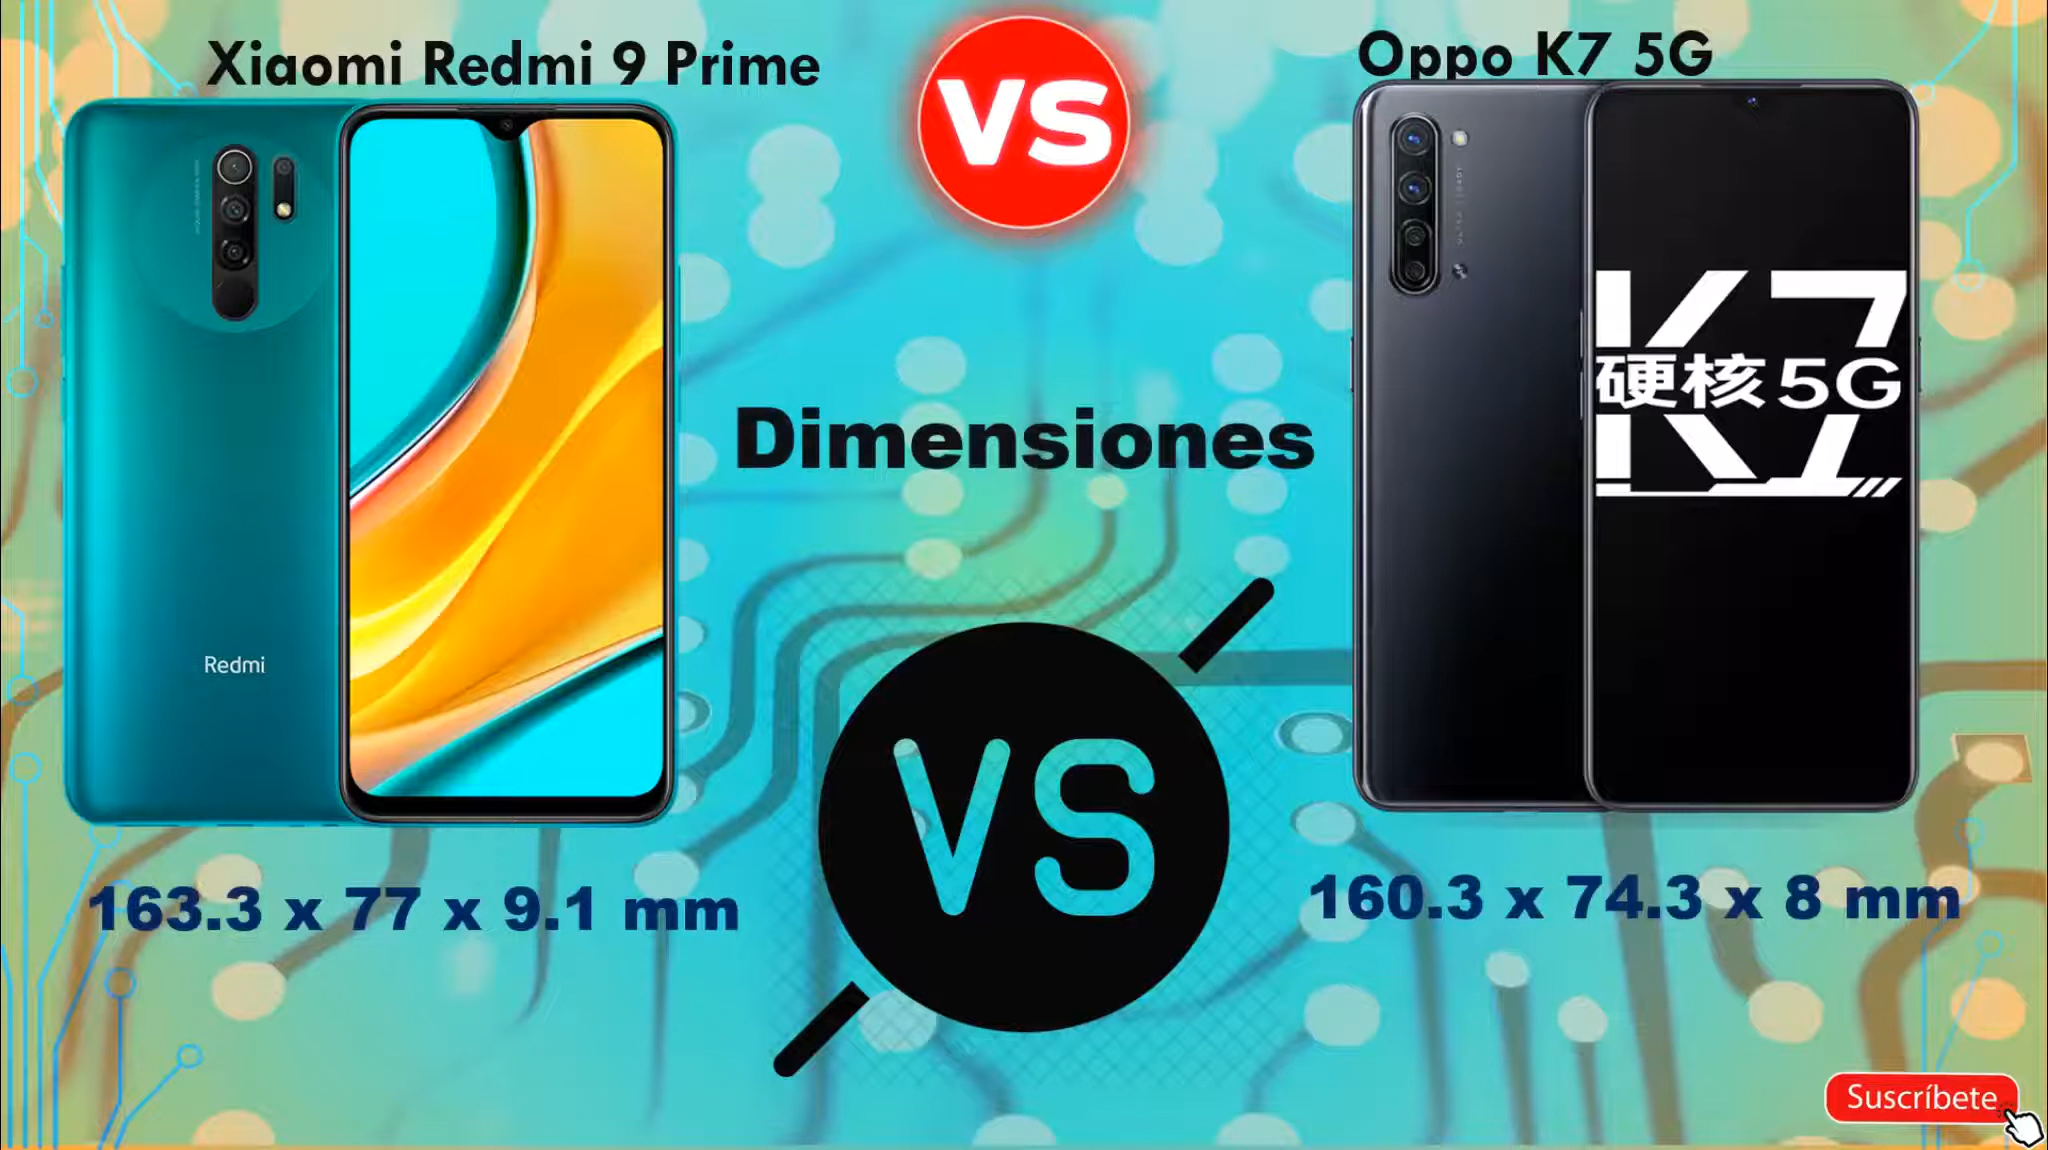 Xiaomi Redmi 9 Prime
VS
Oppo K7 5G
K7
硬核5G
K7
Dimensiones
Redmi
VS
163.3 x 77 x 9.1 mm
160.3 x 74.3 x 8 mm
Suscríbete